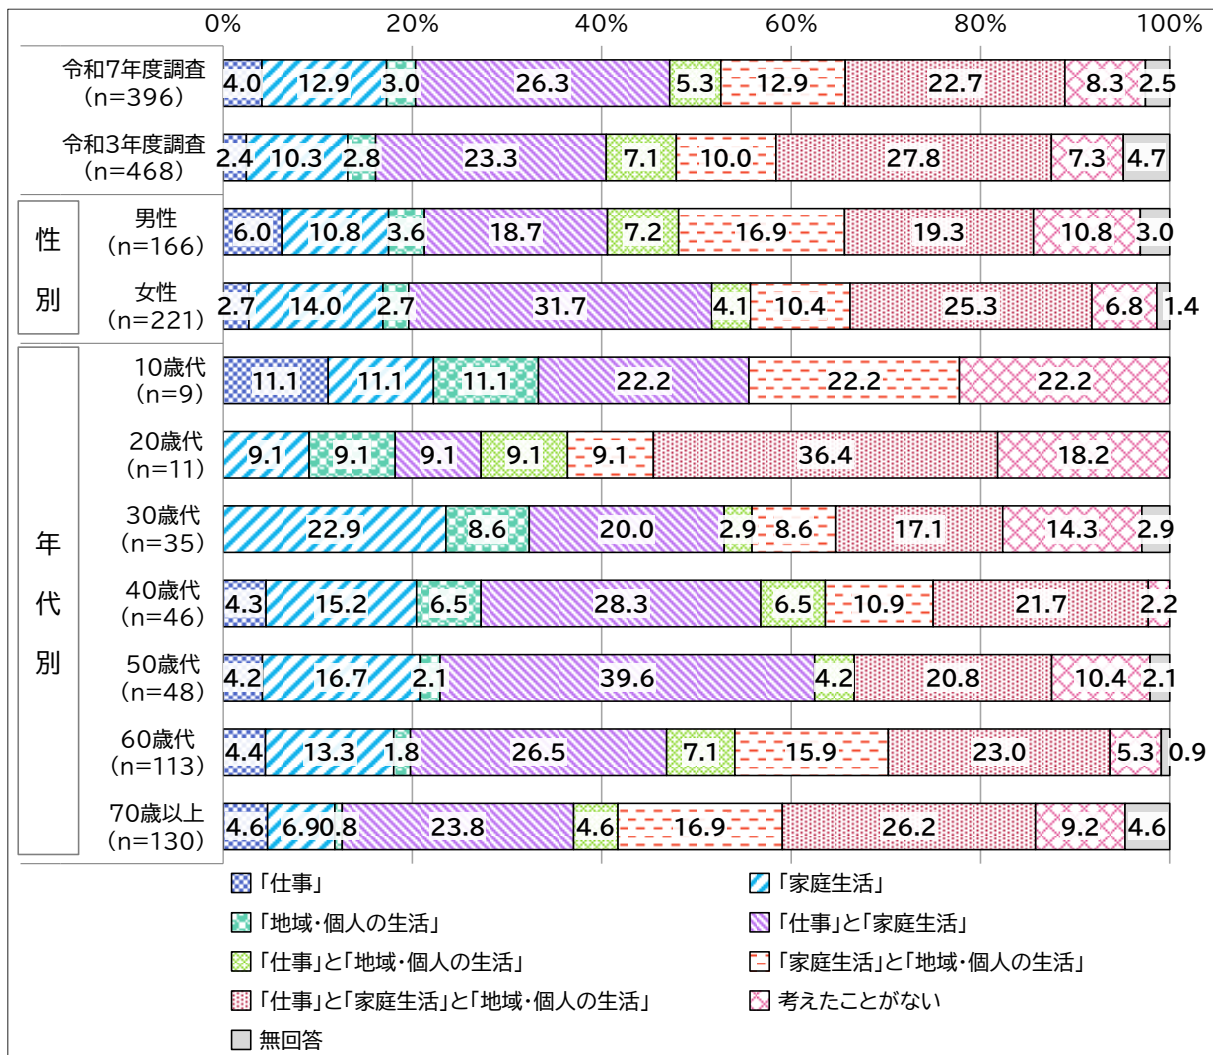 0% 20% 40% 60% 80% 100%
令和7年度調査
(n=396)
4.0 12.9 3.0 26.3 5.3 12.9 22.7 8.3 2.5
令和3年度調査
(n=468)
2.4 10.3 2.8 23.3 7.1 10.0 27.8 7.3 4.7
性別
男性
(n=166)
6.0 10.8 3.6 18.7 7.2 16.9 19.3 10.8 3.0
女性
(n=221)
2.7 14.0 2.7 31.7 4.1 10.4 25.3 6.8 1.4
年代別
10歳代
(n=9)
11.1 11.1 11.1 22.2 22.2 22.2
20歳代
(n=11)
9.1 9.1 9.1 9.1 9.1 36.4 18.2
30歳代
(n=35)
22.9 8.6 20.0 2.9 8.6 17.1 14.3 2.9
40歳代
(n=46)
4.3 15.2 6.5 28.3 6.5 10.9 21.7 2.2
50歳代
(n=48)
4.2 16.7 2.1 39.6 4.2 20.8 10.4 2.1
60歳代
(n=113)
4.4 13.3 1.8 26.5 7.1 15.9 23.0 5.3 0.9
70歳以上
(n=130)
4.6 6.9 0.8 23.8 4.6 16.9 26.2 9.2 4.6
「仕事」 「家庭生活」
「地域・個人の生活」 「仕事」と「家庭生活」
「仕事」と「地域・個人の生活」 「家庭生活」と「地域・個人の生活」
「仕事」と「家庭生活」と「地域・個人の生活」 考えたことがない
無回答